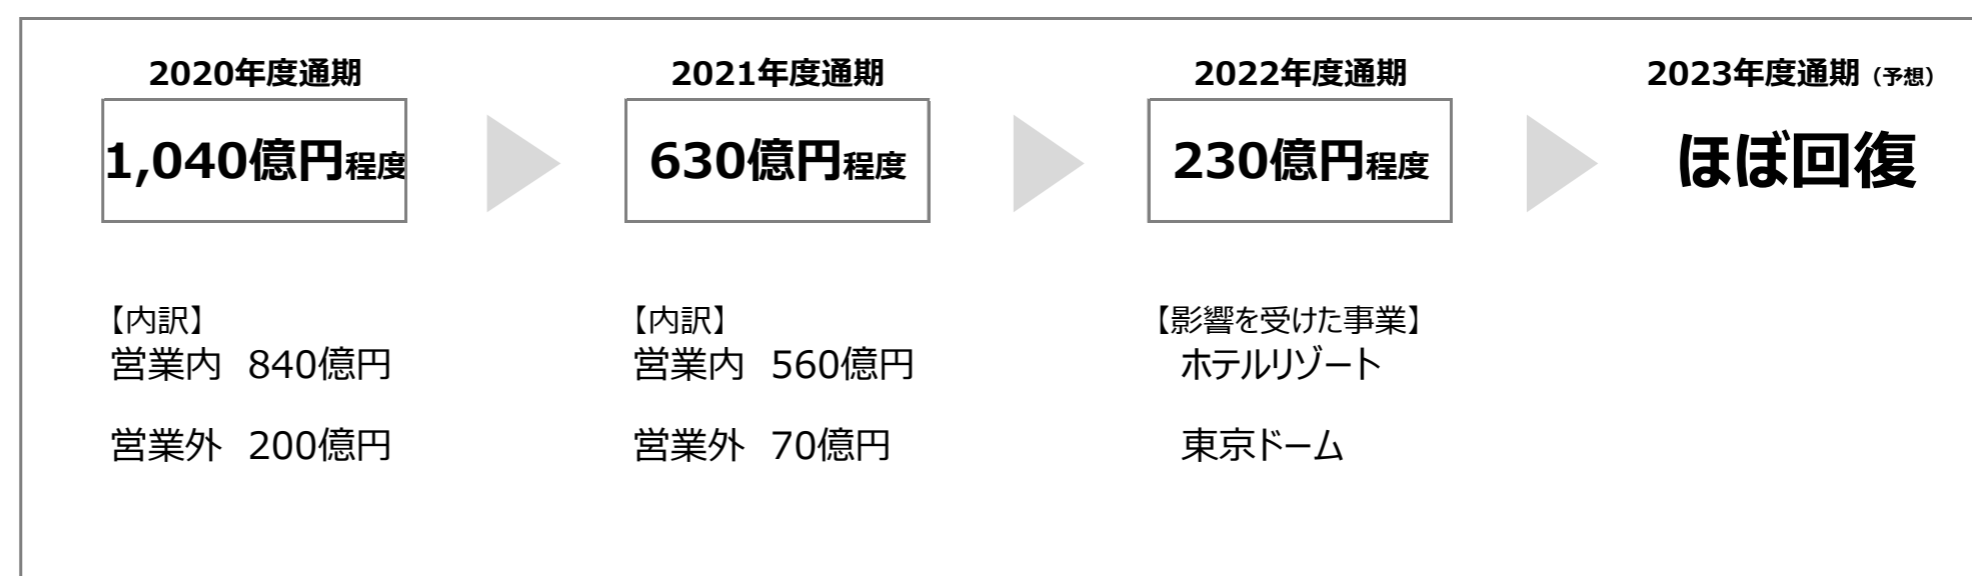 2020年度通期
1,040億円程度
【内訳】
営業内 840億円
営業外 200億円
2021年度通期
630億円程度
【内訳】
営業内 560億円
営業外 70億円
2022年度通期
230億円程度
【影響を受けた事業】
ホテルリゾート
東京ドーム
2023年度通期（予想）
ほぼ回復